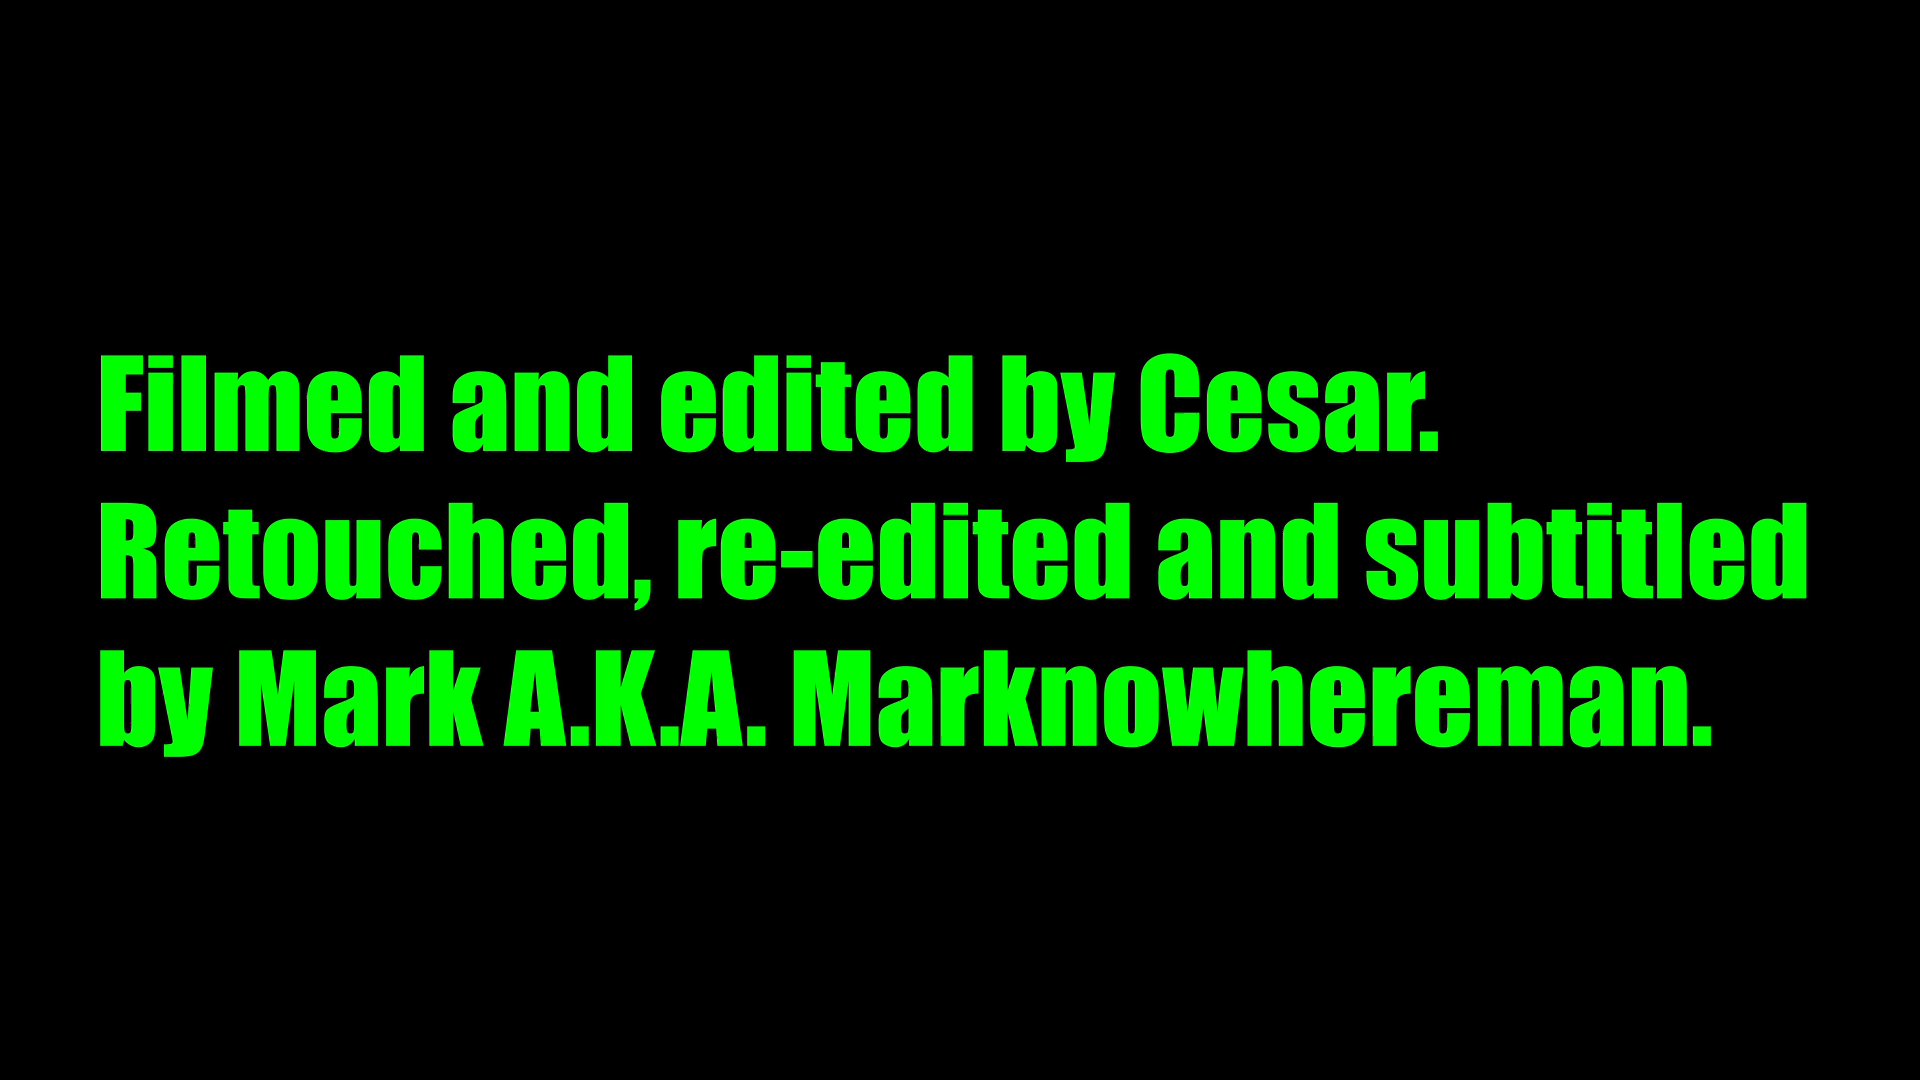 Filmed and edited by Cesar.
Retouched, re-edited and subtitled
by Mark A.K.A. Marknowhereman.